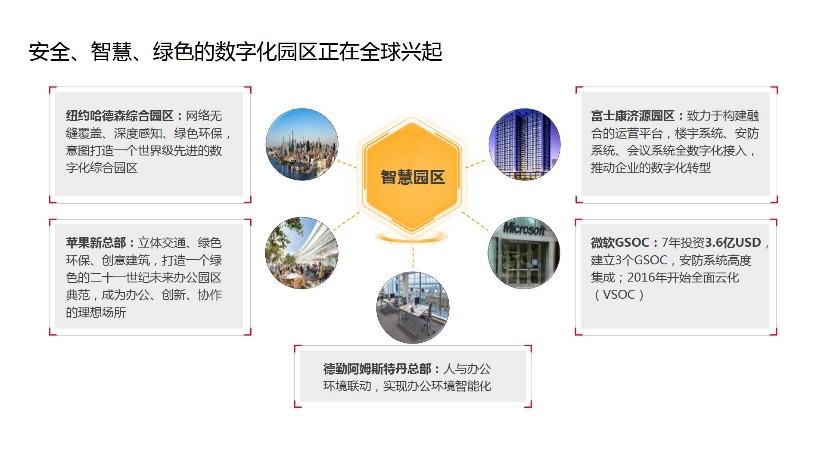 安全、智慧、绿色的数字化园区正在全球兴起
纽约哈德森综合园区：网络无
缝覆盖、深度感知、绿色环保，
意图打造一个世界级先进的数
字化综合园区
苹果新总部：立体交通、绿色
环保、创意建筑，打造一个绿
色的二十一世纪未来办公园区
典范，成为办公、创新、协作
的理想场所
智慧园区
富士康济源园区：致力于构建融
合的运营平台，楼宇系统、安防
系统、会议系统全数字化接入，
推动企业的数字化转型
Microsoft
微软GSOC：7年投资3.6亿USD，
建立3个GSOC，安防系统高度
集成；2016年开始全面云化
（VSOC）
德勤阿姆斯特丹总部：人与办公
环境联动，实现办公环境智能化